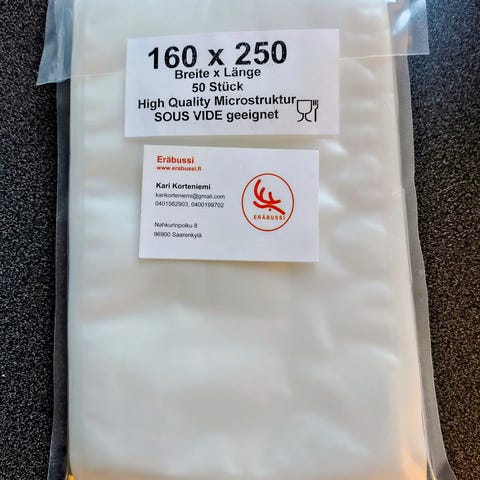 160 x 250
Breite x Länge
50 Stück
High Quality Microstruktur
SOUS VIDE geeignet
Eräbussi
www.erabussi.fi
Kari Korteniemi
karikorteniemi@gmail.com
0401562903, 0400199702
Nahkurinpolku 8
96900 Saarenkylä
ERÄBUSSI